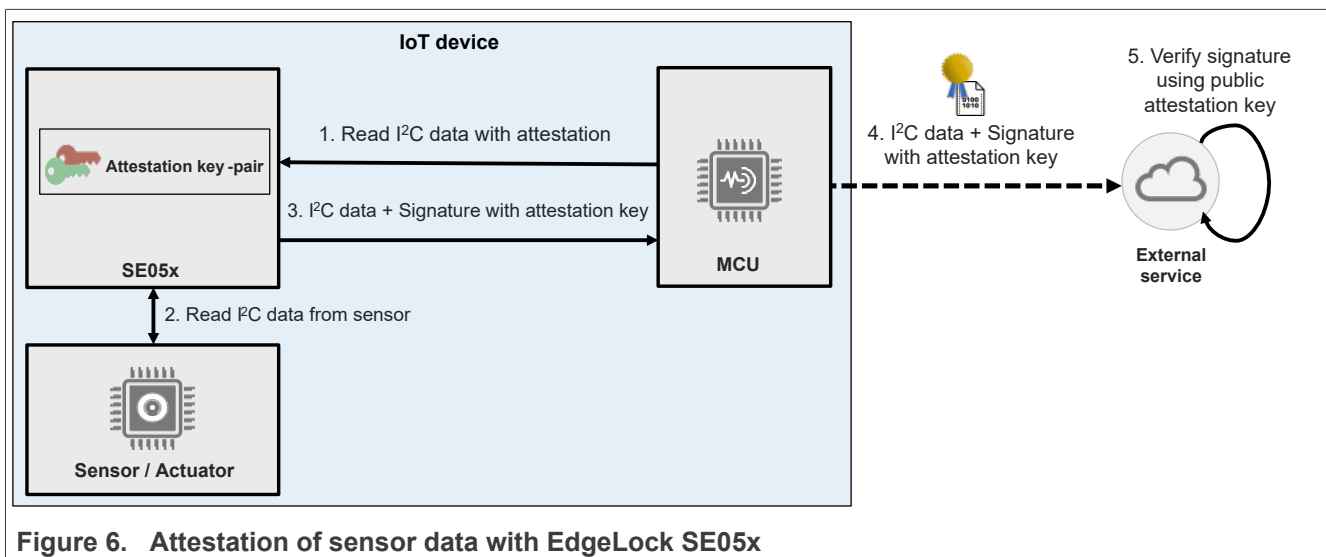 IoT device
Attestation key -pair
SE05x
1. Read I²C data with attestation
3. I²C data + Signature with attestation key
MCU
2. Read I²C data from sensor
Sensor / Actuator
0100
1010
4. I²C data + Signature
with attestation key
5. Verify signature
using public
attestation key
External
service
Figure 6. Attestation of sensor data with EdgeLock SE05x